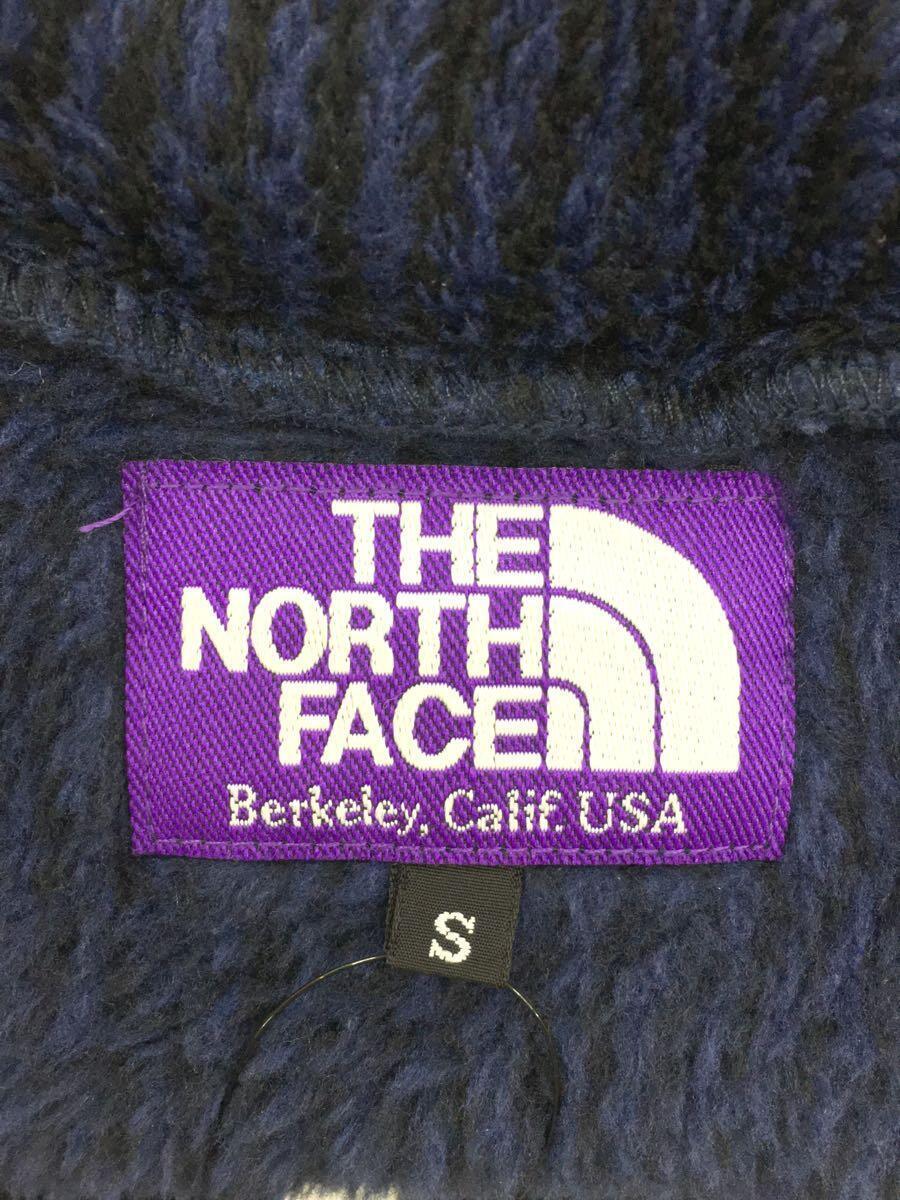 THE
NORTH
FACE
Berkeley, Calif. USA
S